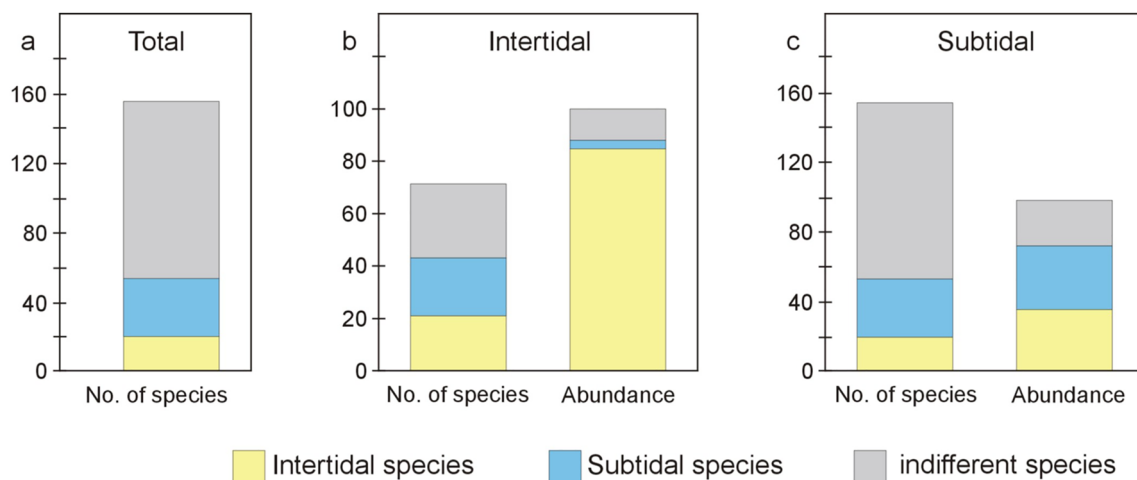 a Total
160
120
80
40
0
No. of species
b Intertidal
100
80
60
40
20
0
No. of species Abundance
c Subtidal
160
120
80
40
0
No. of species Abundance
Intertidal species Subtidal species indifferent species